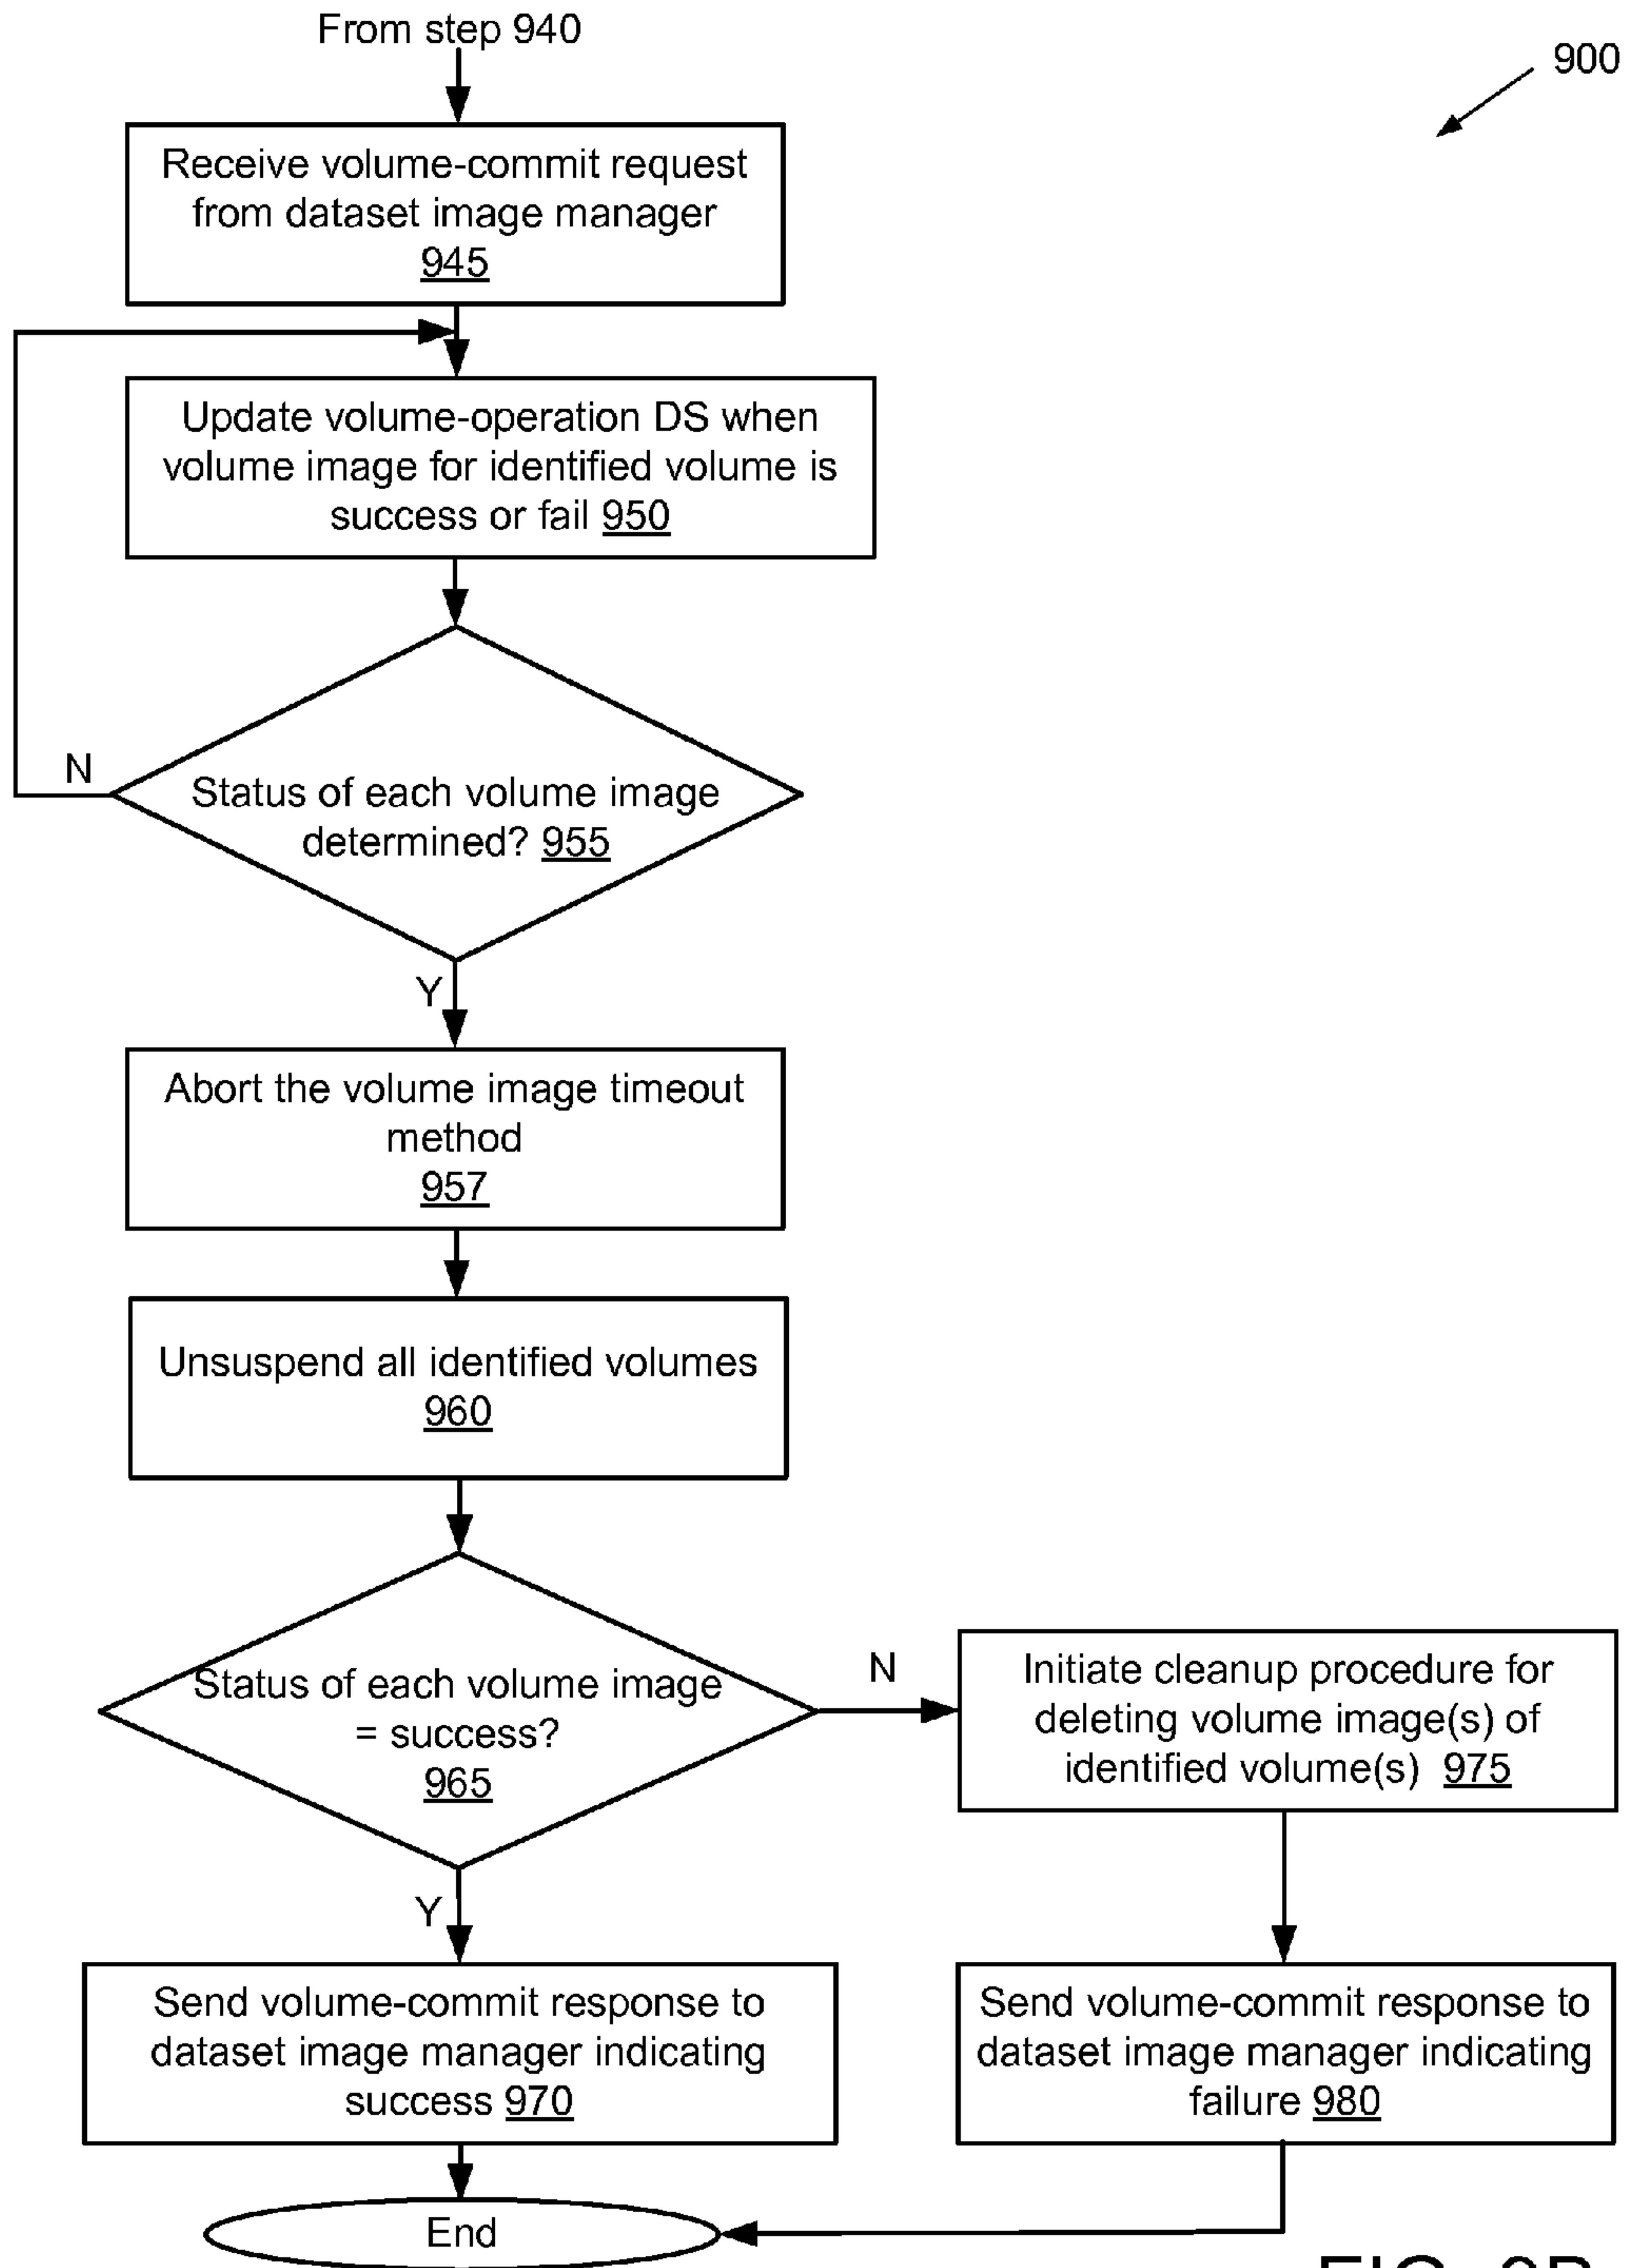 From step 940
900
Receive volume-commit request
from dataset image manager
945
Update volume-operation DS when
volume image for identified volume is
success or fail 950
N
Status of each volume image
determined? 955
Y
Abort the volume image timeout
method
957
Unsuspend all identified volumes
960
Status of each volume image
= success?
965
N
Initiate cleanup procedure for
deleting volume image(s) of
identified volume(s) 975
Y
Send volume-commit response to
dataset image manager indicating
success 970
Send volume-commit response to
dataset image manager indicating
failure 980
End